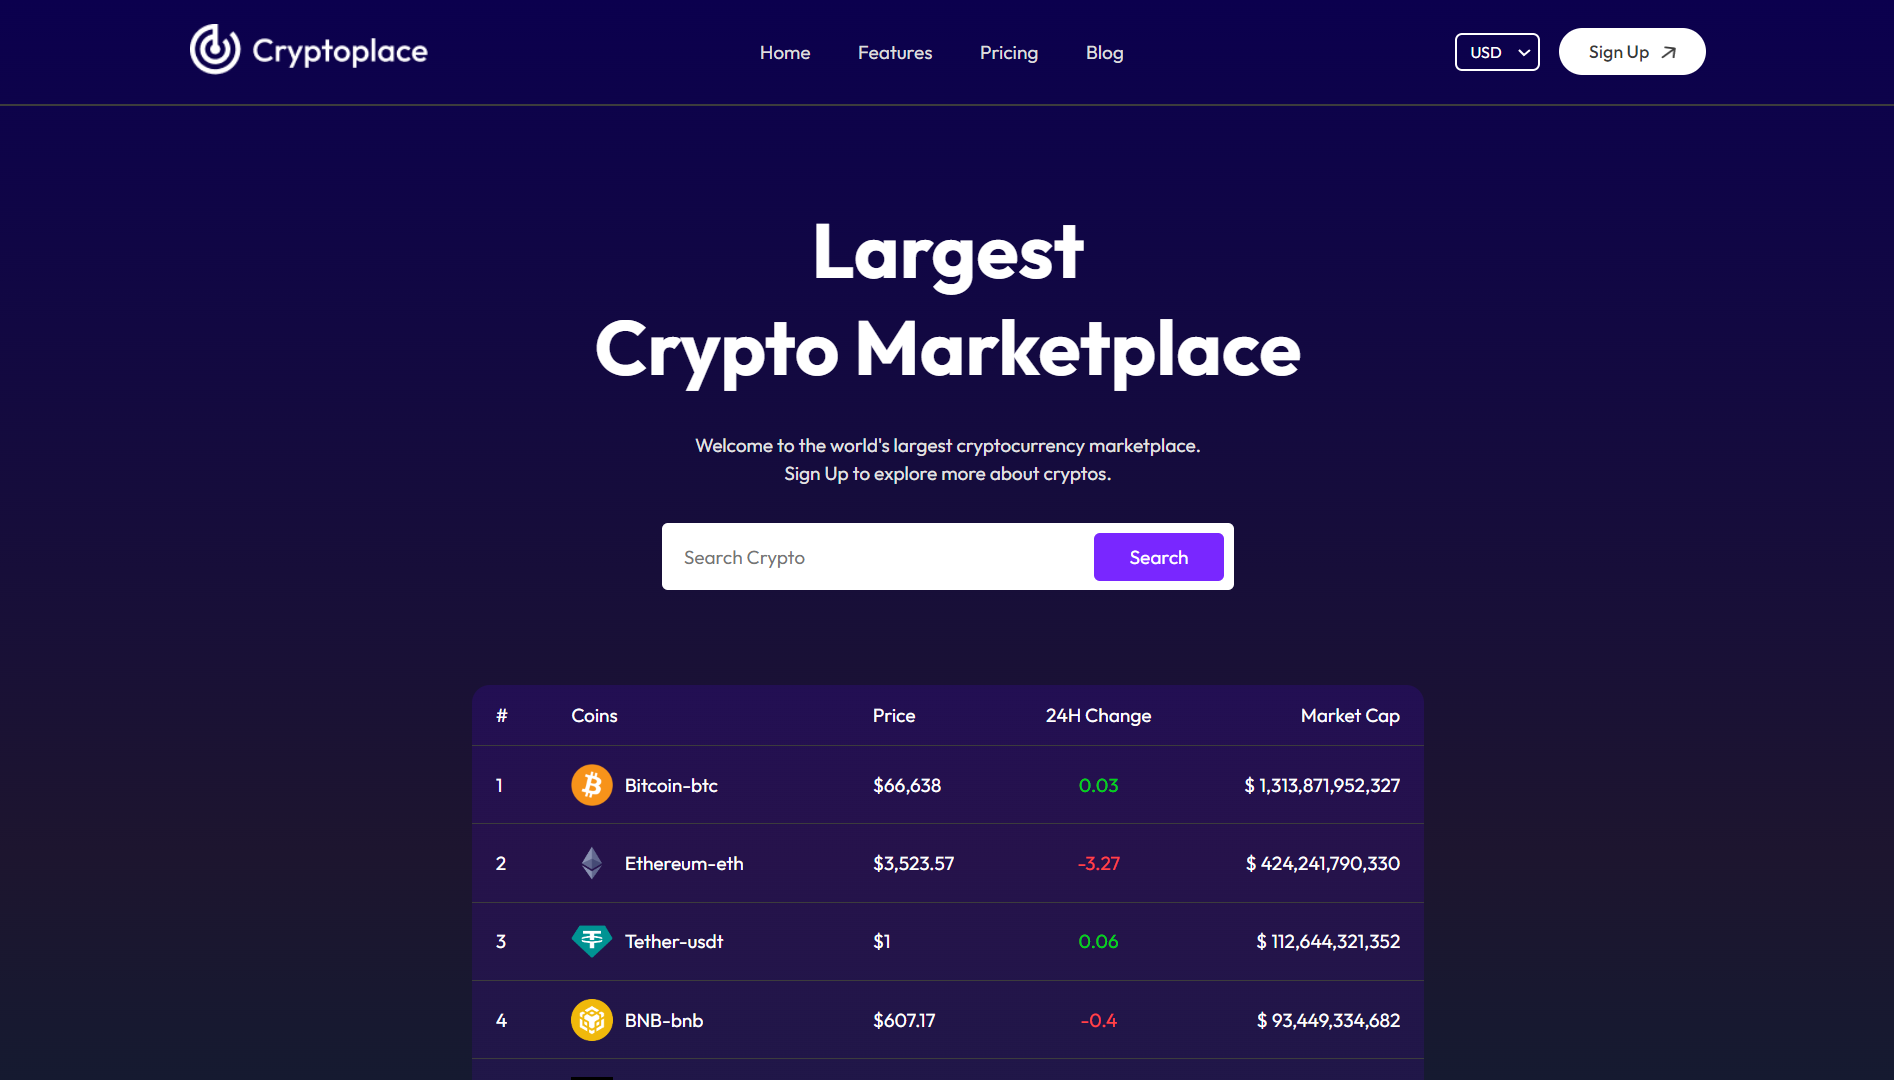 Cryptoplace
Home Features Pricing Blog
USD
Sign Up
Largest
Crypto Marketplace
Welcome to the world's largest cryptocurrency marketplace.
Sign Up to explore more about cryptos.
Search Crypto Search
# Coins Price 24H Change Market Cap
1 Bitcoin-btc $66,638 0.03 $ 1,313,871,952,327
2 Ethereum-eth $3,523.57 -3.27 $ 424,241,790,330
3 Tether-usdt $1 0.06 $ 112,644,321,352
4 BNB-bnb $607.17 -0.4 $ 93,449,334,682